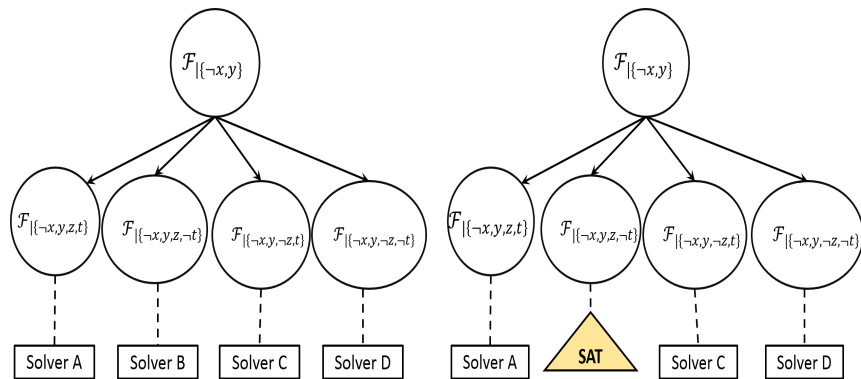 ℱ|{¬x,y}
ℱ|{¬x,y,z,t}
ℱ|{¬x,y,z,¬t}
ℱ|{¬x,y,¬z,t}
ℱ|{¬x,y,¬z,¬t}
Solver A
Solver B
Solver C
Solver D
ℱ|{¬x,y}
ℱ|{¬x,y,z,t}
ℱ|{¬x,y,z,¬t}
ℱ|{¬x,y,¬z,t}
ℱ|{¬x,y,¬z,¬t}
Solver A
SAT
Solver C
Solver D